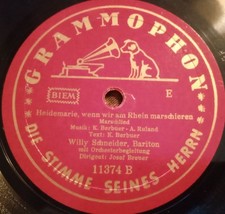 GRAMMOPHON
BIEM
E
Heidemarie, wenn wir am Rhein marschieren
Marschlied
Musik: K. Berbuer - A. Roland
Text: K. Berbuer
Willy Schneider, Bariton
mit Orchesterbegleitung
Dirigent: Josef Breuer
11374 B
DIE STIMME SEINES HERRN